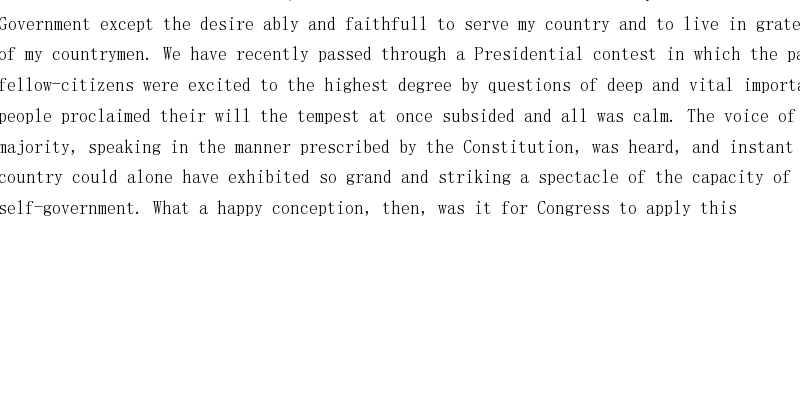 Government except the desire ably and faithfull to serve my country and to live in
of my countrymen. We have recently passed through a Presidential contest in which the
fellow-citizens were excited to the highest degree by questions of deep and vital
people proclaimed their will the tempest at once subsided and all was calm. The voice of
majority, speaking in the manner prescribed by the Constitution, was heard, and instant
country could alone have exhibited so grand and striking a spectacle of the capacity of
self-government. What a happy conception, then, was it for Congress to apply this